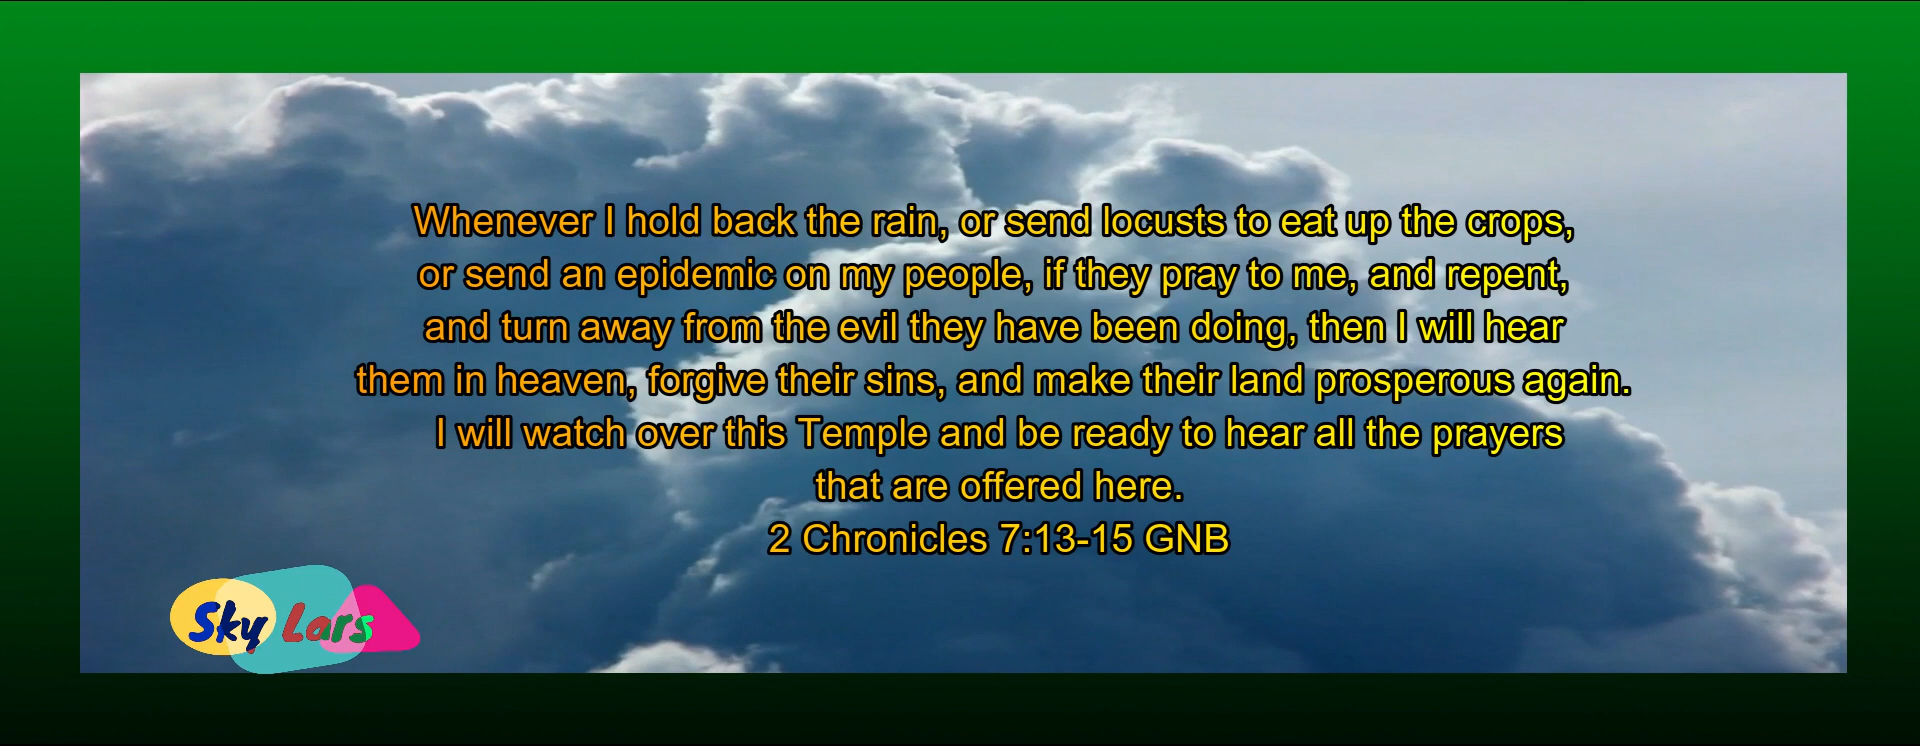 Whenever I hold back the rain, or send locusts to eat up the crops,
or send an epidemic on my people, if they pray to me, and repent,
and turn away from the evil they have been doing, then I will hear
them in heaven, forgive their sins, and make their land prosperous again.
I will watch over this Temple and be ready to hear all the prayers
that are offered here.
2 Chronicles 7:13-15 GNB
Sky Lars